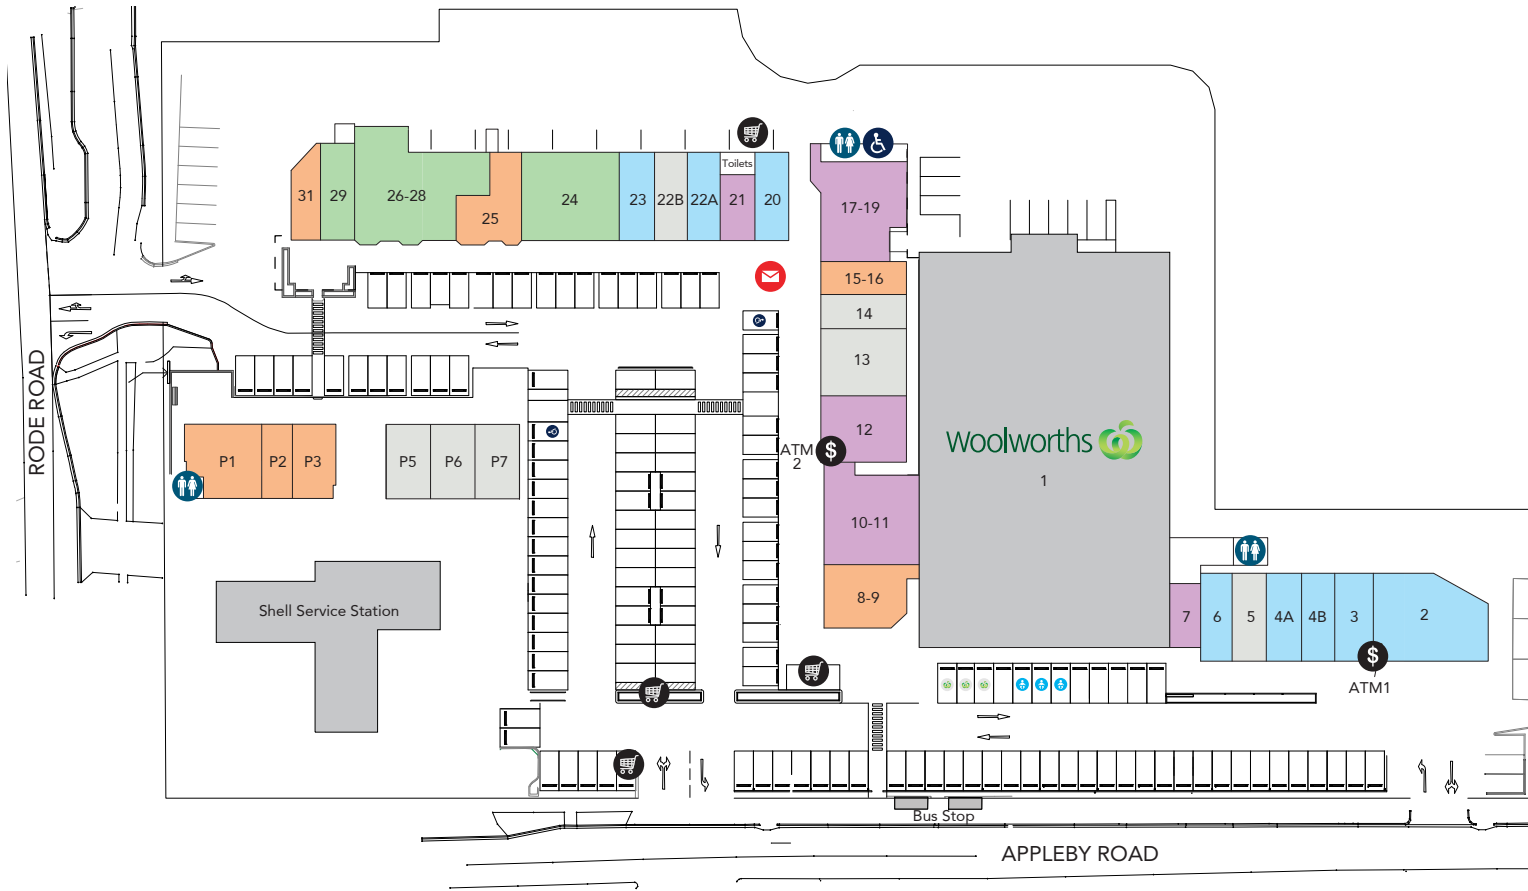 Toilets
31
29
26-28
25
24
23
22B
22A
21
20
17-19
15-16
14
13
12
ATM
2
$
10-11
8-9
Woolworths
1
RODE ROAD
P1
P2
P3
P5
P6
P7
Shell Service Station
7
6
5
4A
4B
3
2
$
ATM1
Bus Stop
APPLEBY ROAD